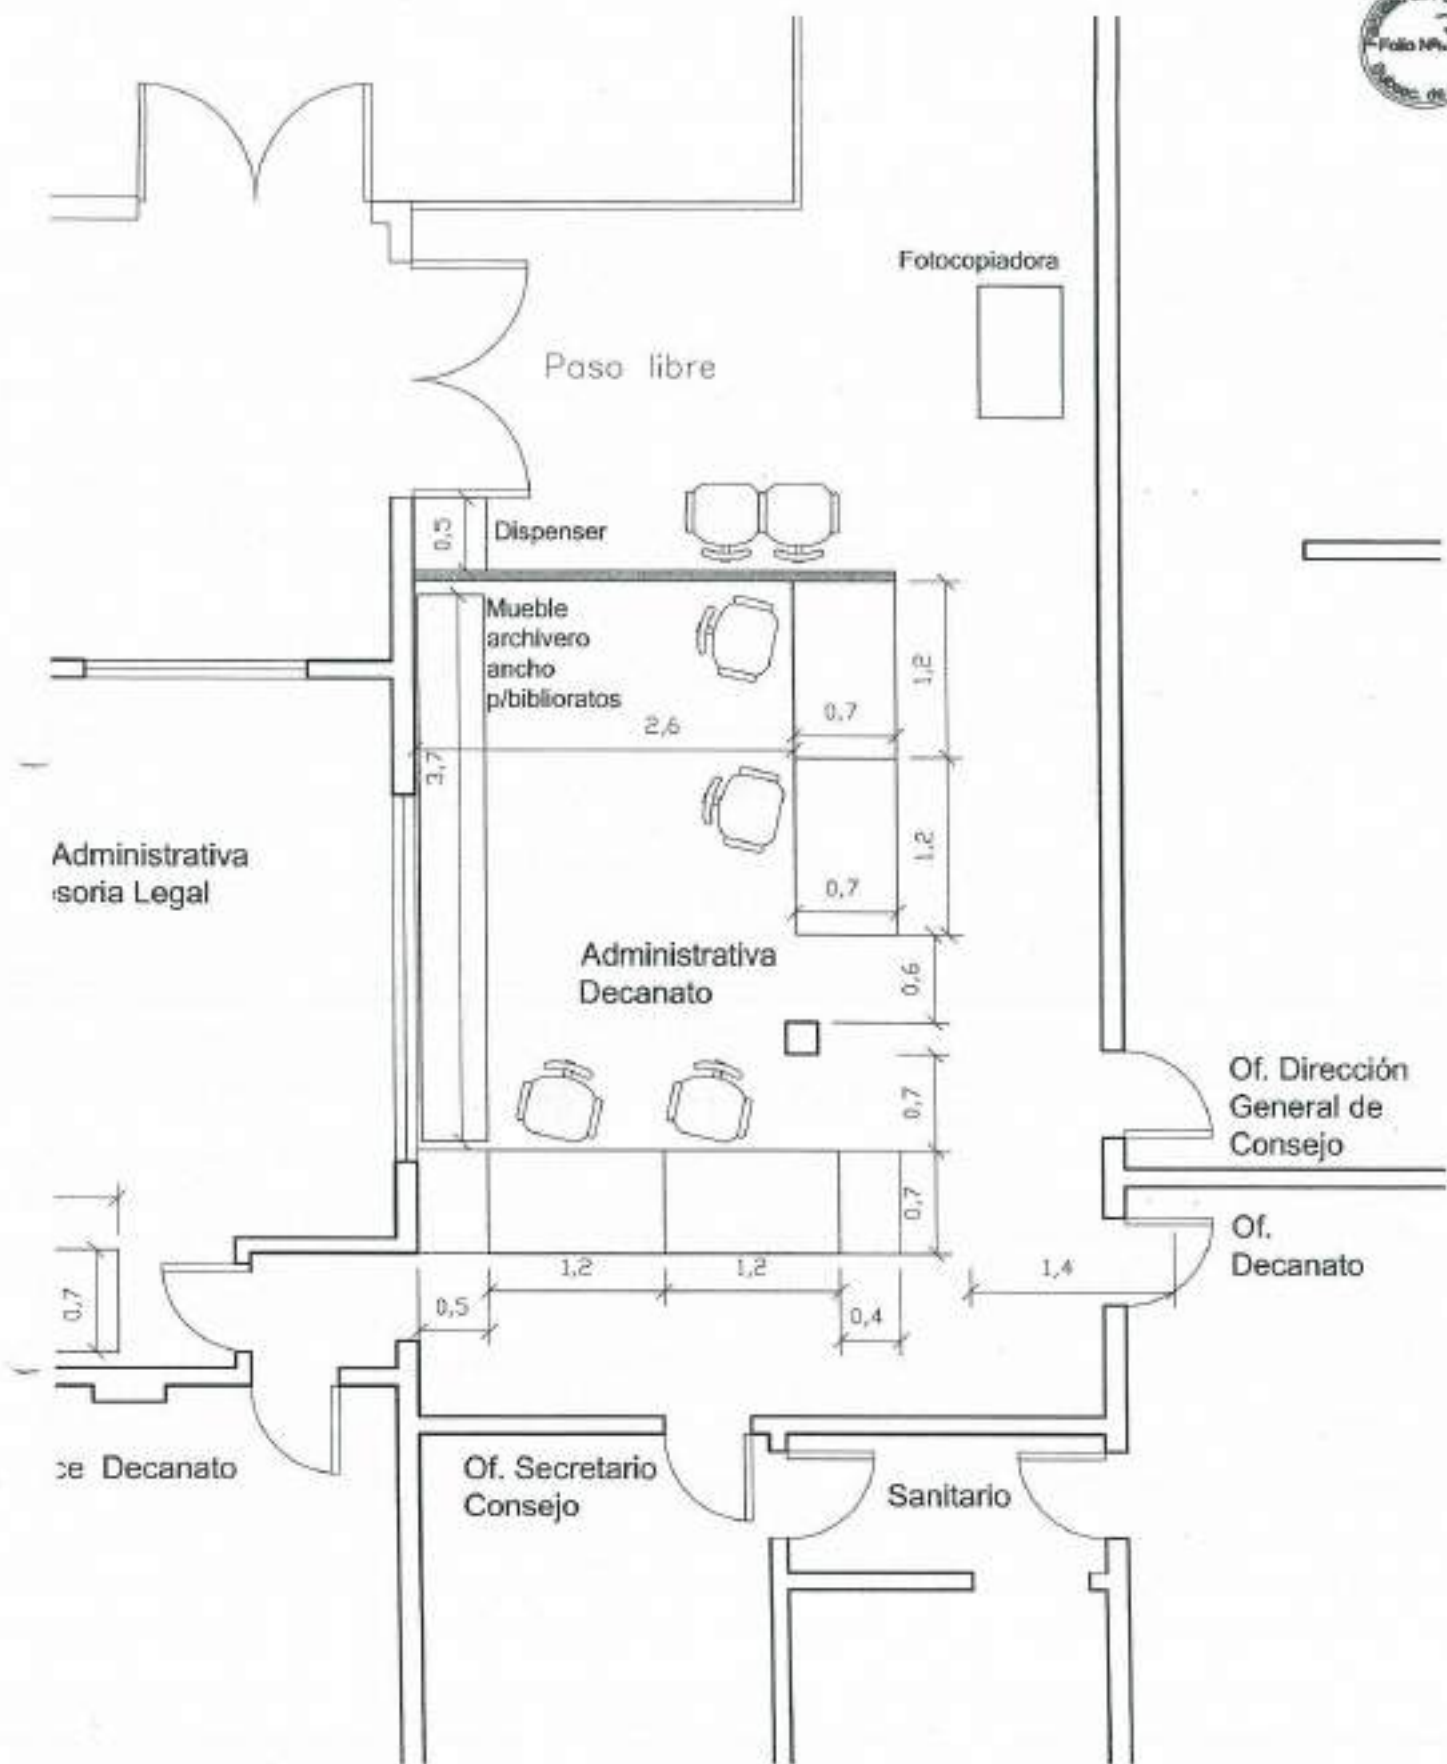 Folio Nº
Fotocopiadora
Paso libre
0,5
Dispenser
Mueble
archivero
ancho
p/biblioratos
1,2
0,7
2,6
3,7
1,2
0,7
Administrativa
soria Legal
Administrativa
Decanato
0,6
0,7
Of. Dirección
General de
Consejo
0,7
Of.
Decanato
0,7
1,2
1,2
1,4
0,5
0,4
ce Decanato
Of. Secretario
Consejo
Sanitario